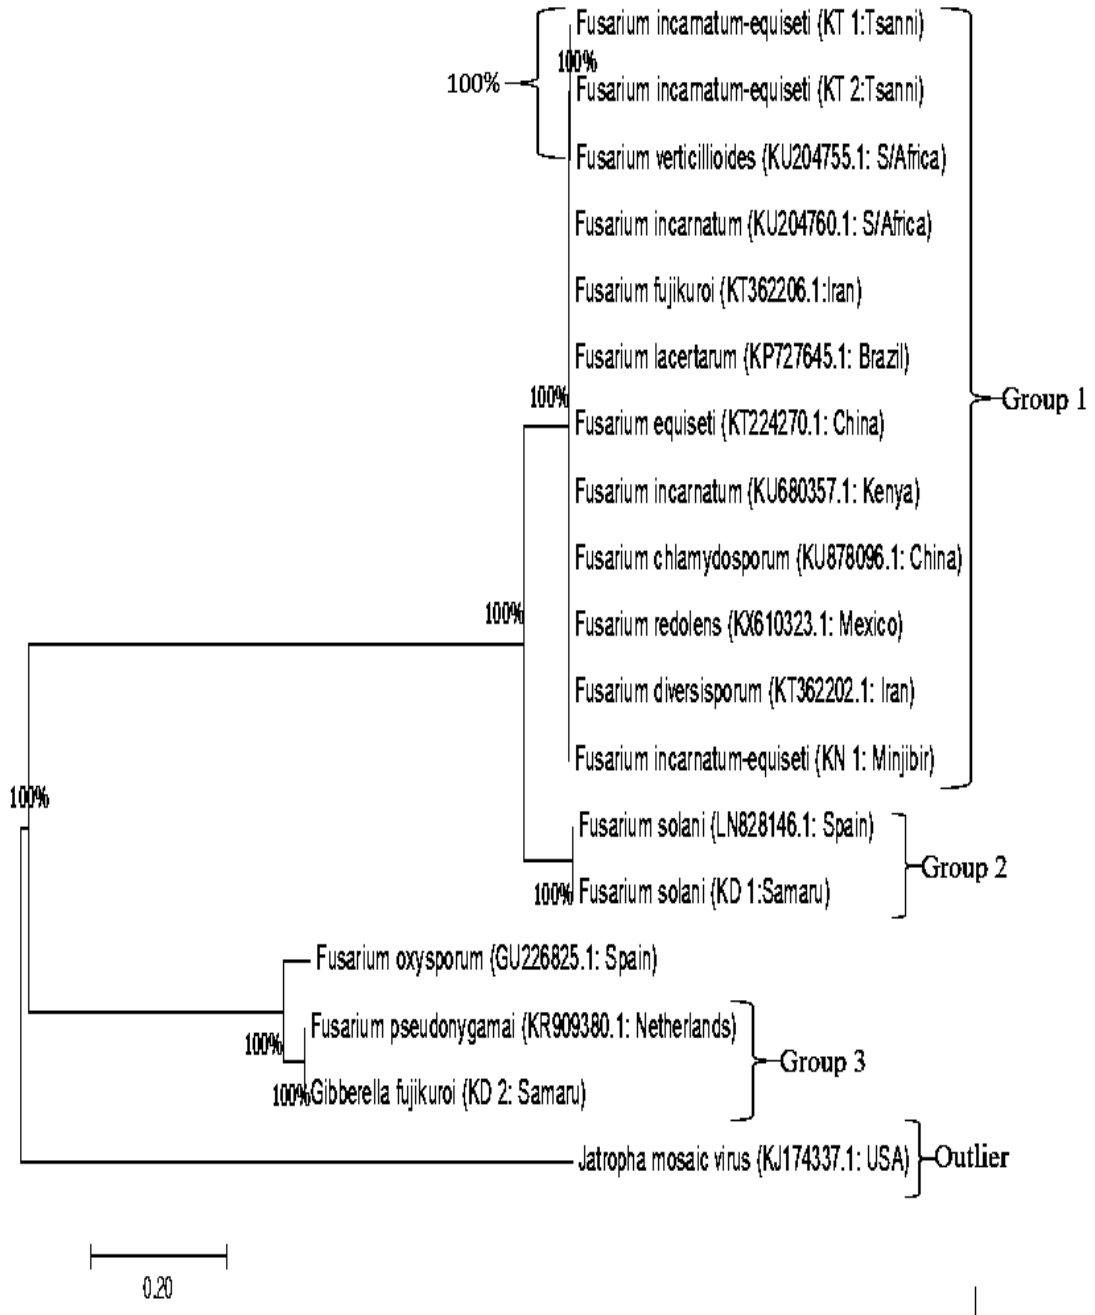 Fusarium incarnatum-equiseti (KT 1:Tsanni)
100%
100%
Fusarium incarnatum-equiseti (KT 2:Tsanni)
Fusarium verticillioides (KU204755.1: S/Africa)
Fusarium incarnatum (KU204760.1: S/Africa)
Fusarium fujikuroi (KT362206.1:Iran)
Fusarium lacertarum (KP727645.1: Brazil)
100%
Group 1
Fusarium equiseti (KT224270.1: China)
Fusarium incarnatum (KU680357.1: Kenya)
Fusarium chlamydosporum (KU878096.1: China)
100%
Fusarium redolens (KX610323.1: Mexico)
Fusarium diversisporum (KT362202.1: Iran)
Fusarium incarnatum-equiseti (KN 1: Minjibir)
100%
Fusarium solani (LN828146.1: Spain)
Group 2
100%
Fusarium solani (KD 1:Samaru)
Fusarium oxysporum (GU226825.1: Spain)
Fusarium pseudonygamai (KR909380.1: Netherlands)
100%
Group 3
100%
Gibberella fujikuroi (KD 2: Samaru)
Jatropha mosaic virus (KJ174337.1: USA)
Outlier
0.20